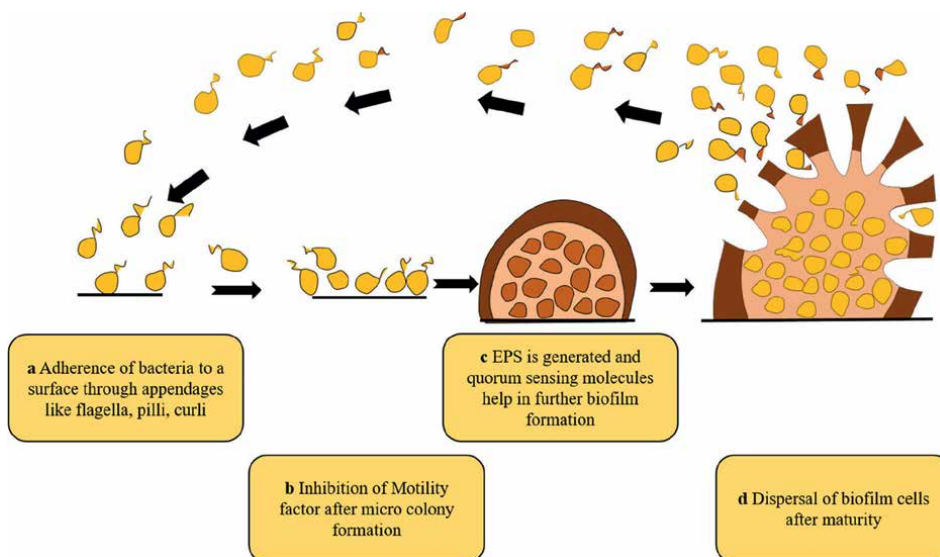 a Adherence of bacteria to a
surface through appendages
like flagella, pilli, curli
b Inhibition of Motility
factor after micro colony
formation
c EPS is generated and
quorum sensing molecules
help in further biofilm
formation
d Dispersal of biofilm cells
after maturity